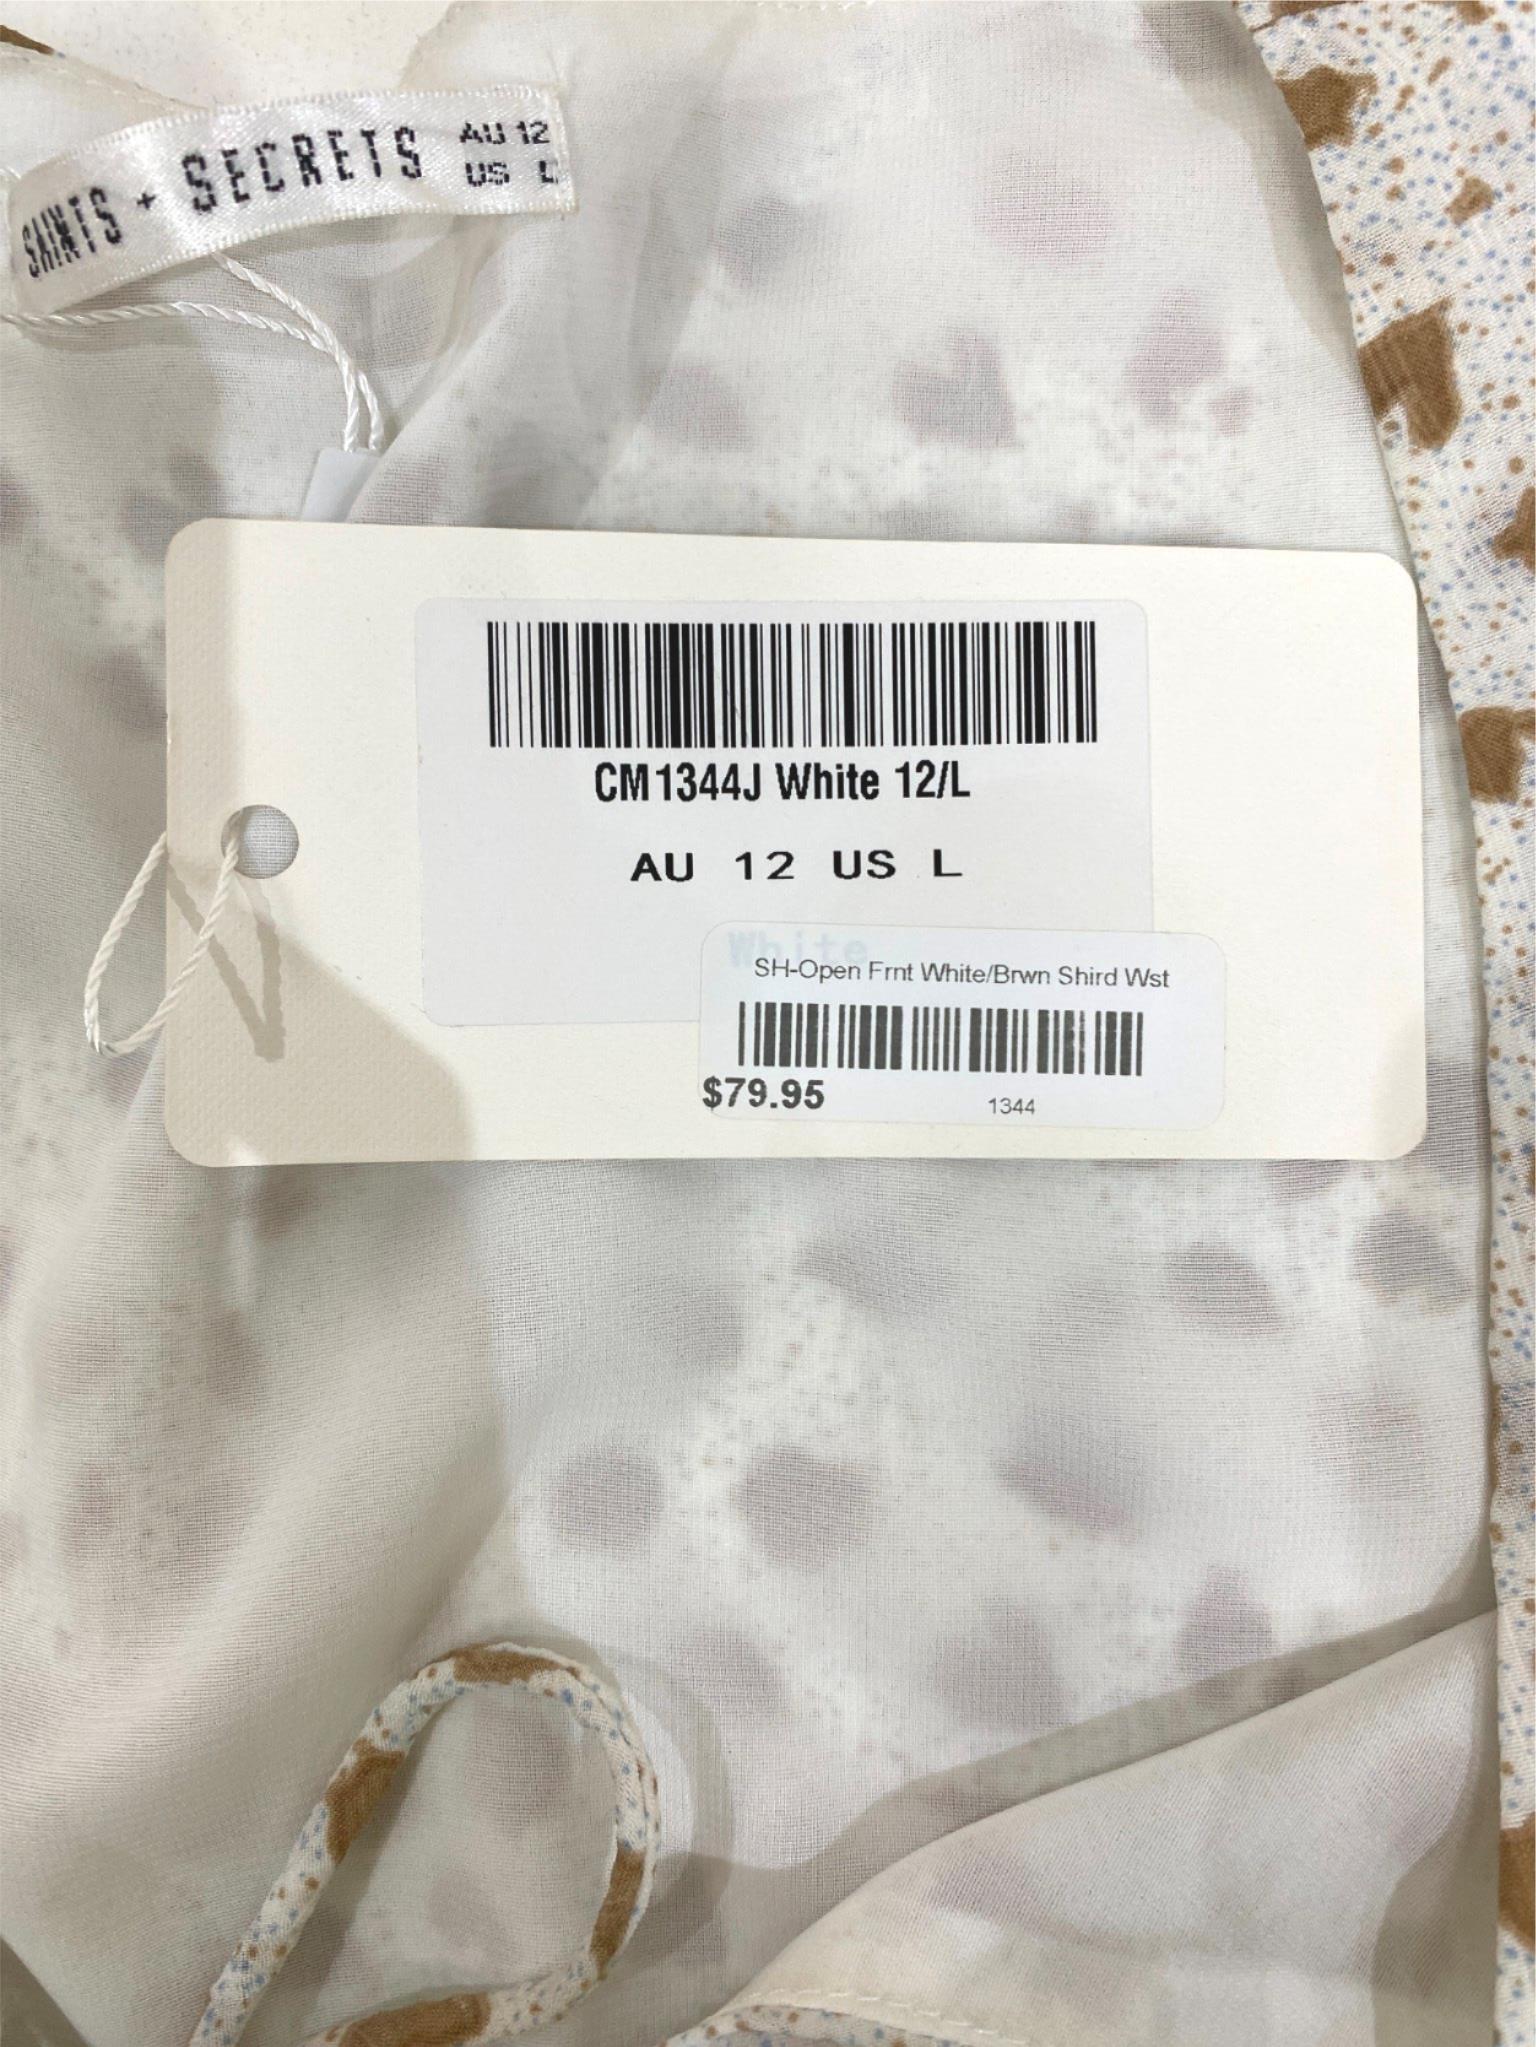 SAINTS + SECRETS
AU 12
US L
CM1344J White 12/L
AU 12 US L
White
SH-Open Frnt White/Brwn Shird Wst
$79.95
1344